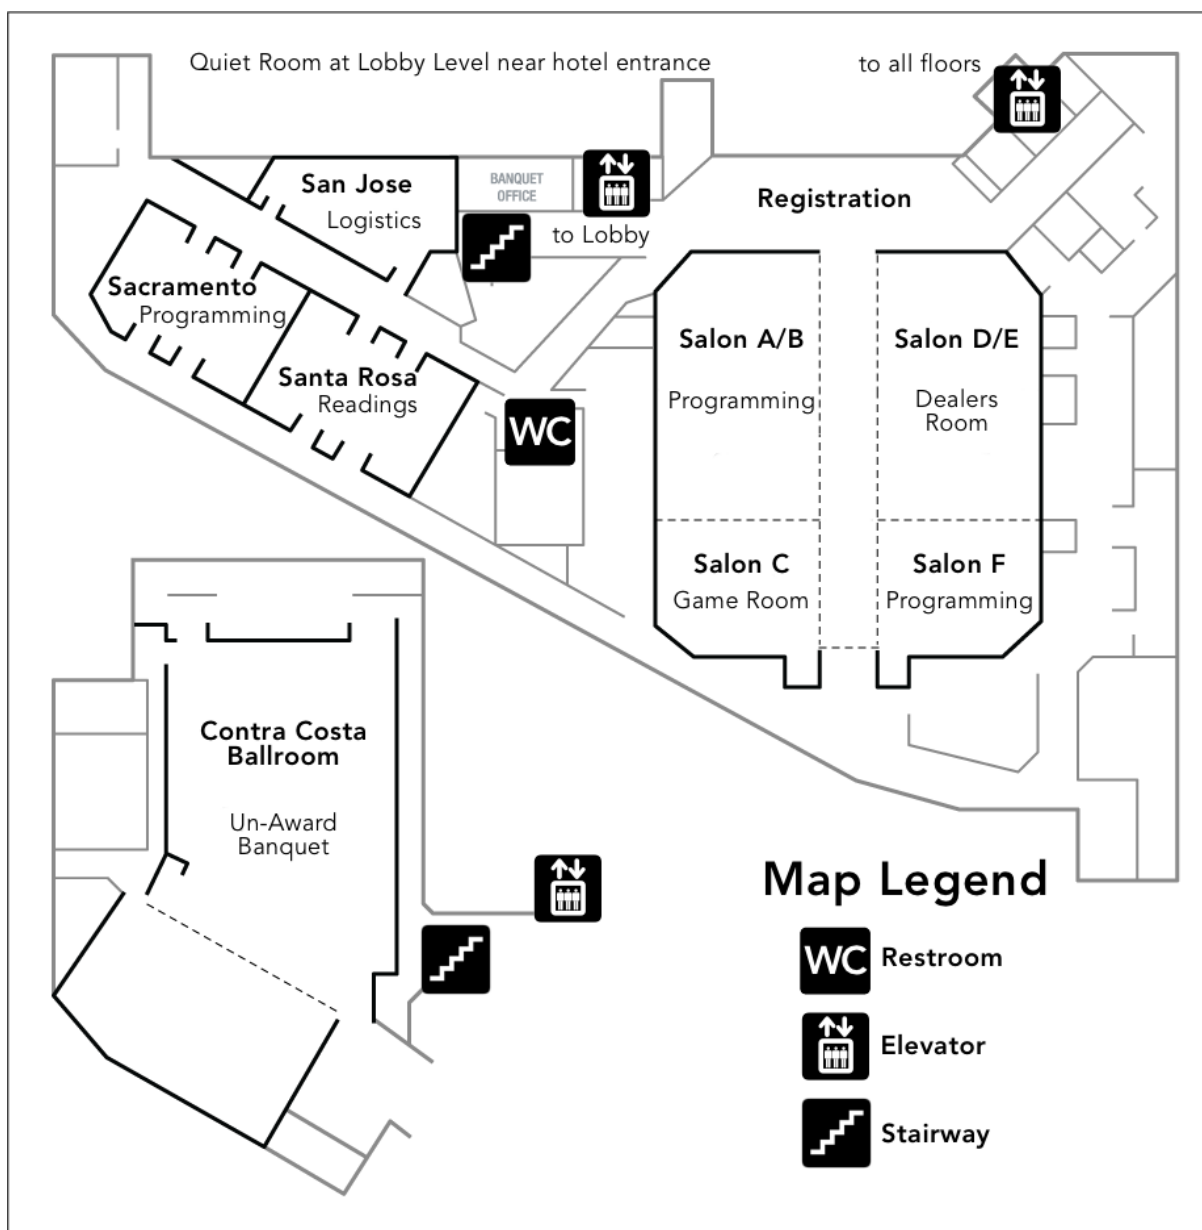 Quiet Room at Lobby Level near hotel entrance
to all floors
San Jose
Logistics
BANQUET
OFFICE
to Lobby
Registration
Sacramento
Programming
Santa Rosa
Readings
WC
Salon A/B
Programming
Salon D/E
Dealers
Room
Salon C
Game Room
Salon F
Programming
Contra Costa
Ballroom
Un-Award
Banquet
Map Legend
WC Restroom
Elevator
Stairway